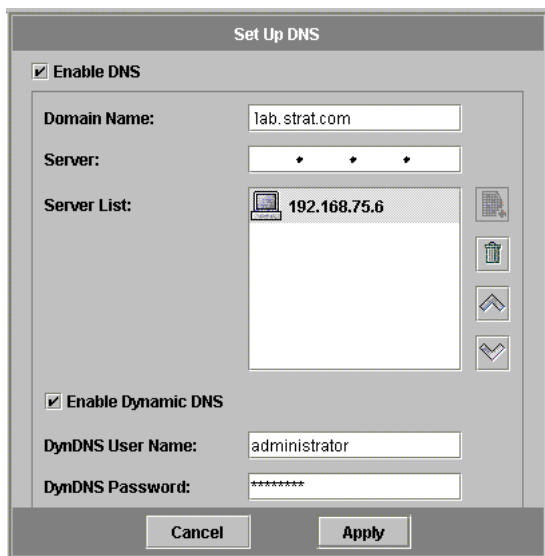 Set Up DNS
Enable DNS
Domain Name: lab.strat.com
Server: . . .
Server List: 192.168.75.6
Enable Dynamic DNS
DynDNS User Name: administrator
DynDNS Password: ********
Cancel Apply